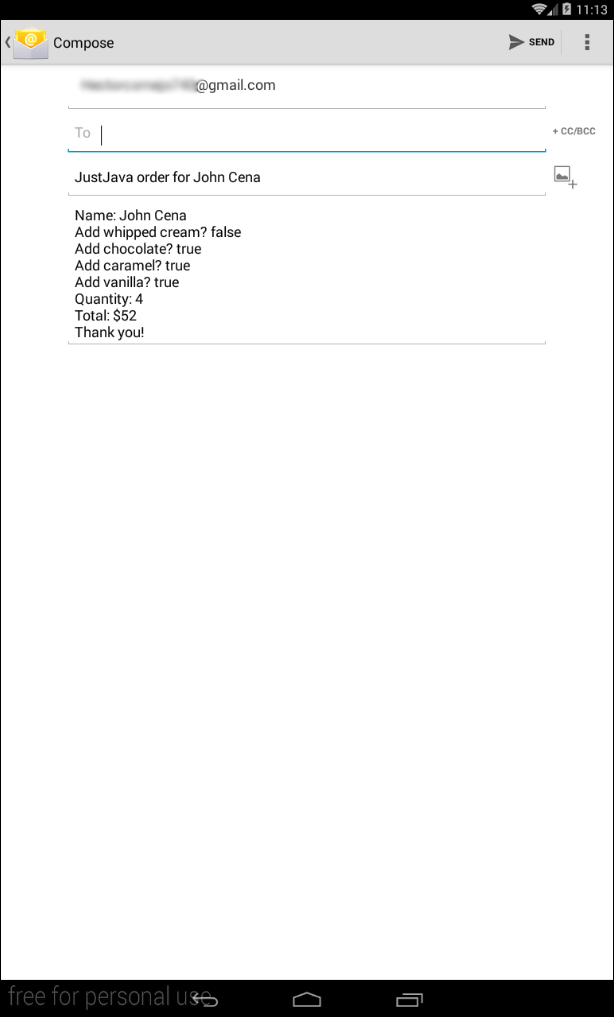 11:13
Compose
SEND
@gmail.com
To
+ CC/BCC
JustJava order for John Cena
Name: John Cena
Add whipped cream? false
Add chocolate? true
Add caramel? true
Add vanilla? true
Quantity: 4
Total: $52
Thank you!
free for personal use